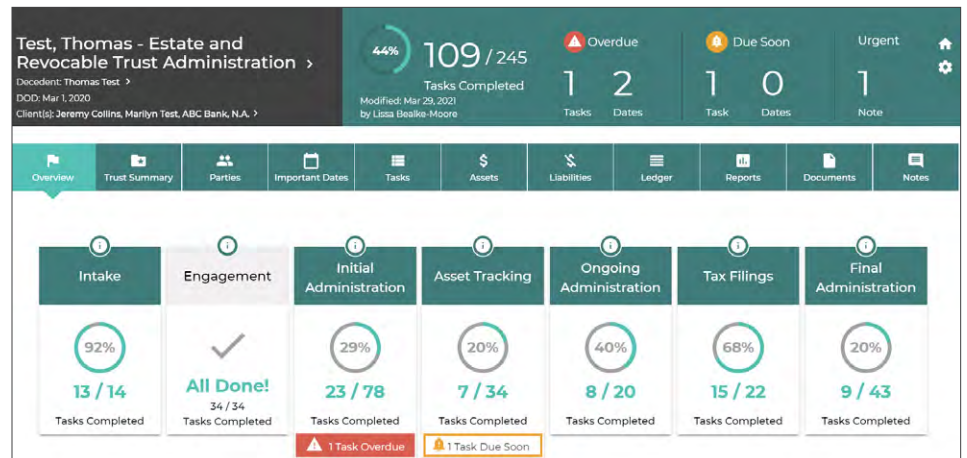 Test, Thomas - Estate and
Revocable Trust Administration >
Decedent: Thomas Test >
DOD: Mar 1, 2020
Client(s): Jeremy Collins, Marilyn Test, ABC Bank, N.A. >
44%
109 / 245
Tasks Completed
Modified: Mar 29, 2021
by Lissa Bealke-Moore
Overdue
1 2
Tasks Dates
Due Soon
1 0
Task Dates
Urgent
1
Note
Overview Trust Summary Parties Important Dates Tasks Assets Liabilities Ledger Reports Documents Notes
Intake
92%
13 / 14
Tasks Completed
Engagement
All Done!
34 / 34
Tasks Completed
Initial
Administration
29%
23 / 78
Tasks Completed
1 Task Overdue
Asset Tracking
20%
7 / 34
Tasks Completed
1 Task Due Soon
Ongoing
Administration
40%
8 / 20
Tasks Completed
Tax Filings
68%
15 / 22
Tasks Completed
Final
Administration
20%
9 / 43
Tasks Completed